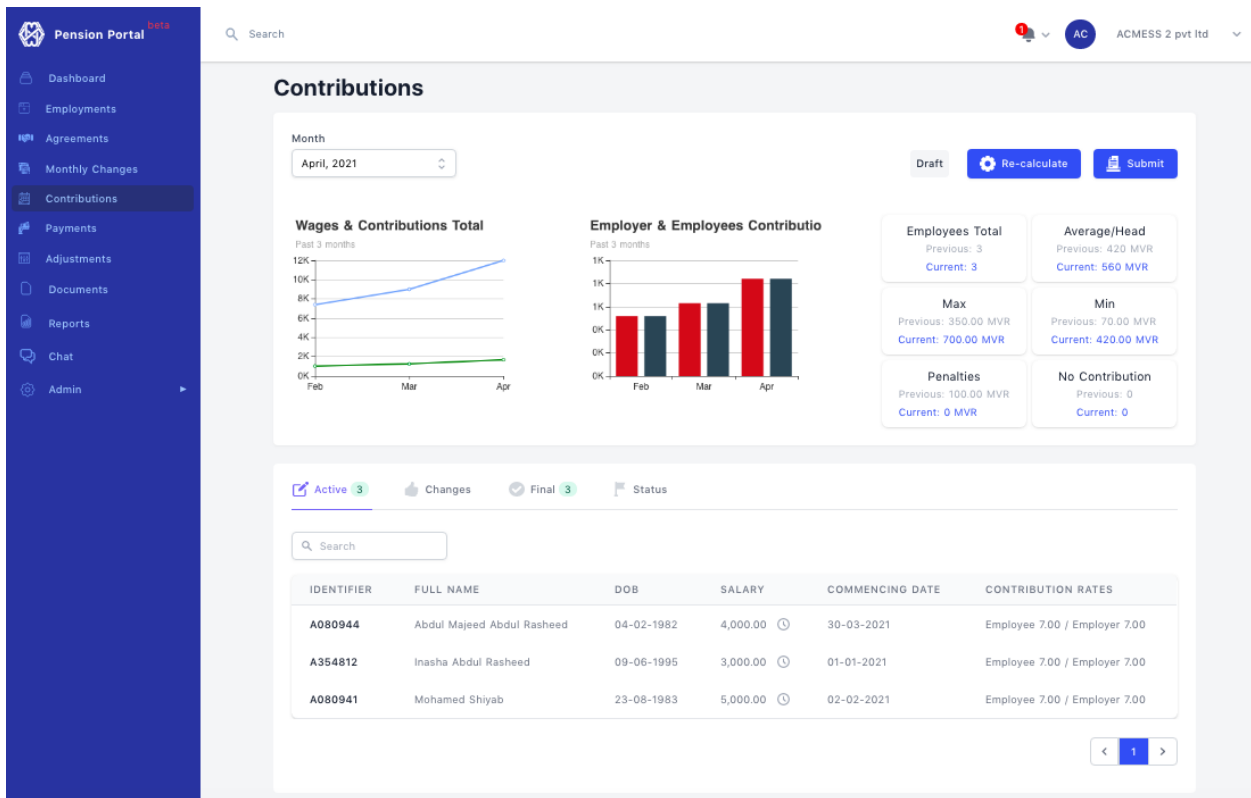 Pension Portal beta
Search
1
AC
ACMESS 2 pvt ltd
Dashboard
Employments
Agreements
Monthly Changes
Contributions
Payments
Adjustments
Documents
Reports
Chat
Admin
Contributions
Month
April, 2021
Draft
Re-calculate
Submit
Wages & Contributions Total
Past 3 months
12K
10K
8K
6K
4K
2K
0K
Feb Mar Apr
Employer & Employees Contributio
Past 3 months
1K
1K
1K
0K
0K
0K
Feb Mar Apr
Employees Total
Previous: 3
Current: 3
Average/Head
Previous: 420 MVR
Current: 560 MVR
Max
Previous: 350.00 MVR
Current: 700.00 MVR
Min
Previous: 70.00 MVR
Current: 420.00 MVR
Penalties
Previous: 100.00 MVR
Current: 0 MVR
No Contribution
Previous: 0
Current: 0
Active 3 Changes Final 3 Status
Search
IDENTIFIER FULL NAME DOB SALARY COMMENCING DATE CONTRIBUTION RATES
A080944 Abdul Majeed Abdul Rasheed 04-02-1982 4,000.00 30-03-2021 Employee 7.00 / Employer 7.00
A354812 Inasha Abdul Rasheed 09-06-1995 3,000.00 01-01-2021 Employee 7.00 / Employer 7.00
A080941 Mohamed Shiyab 23-08-1983 5,000.00 02-02-2021 Employee 7.00 / Employer 7.00
1